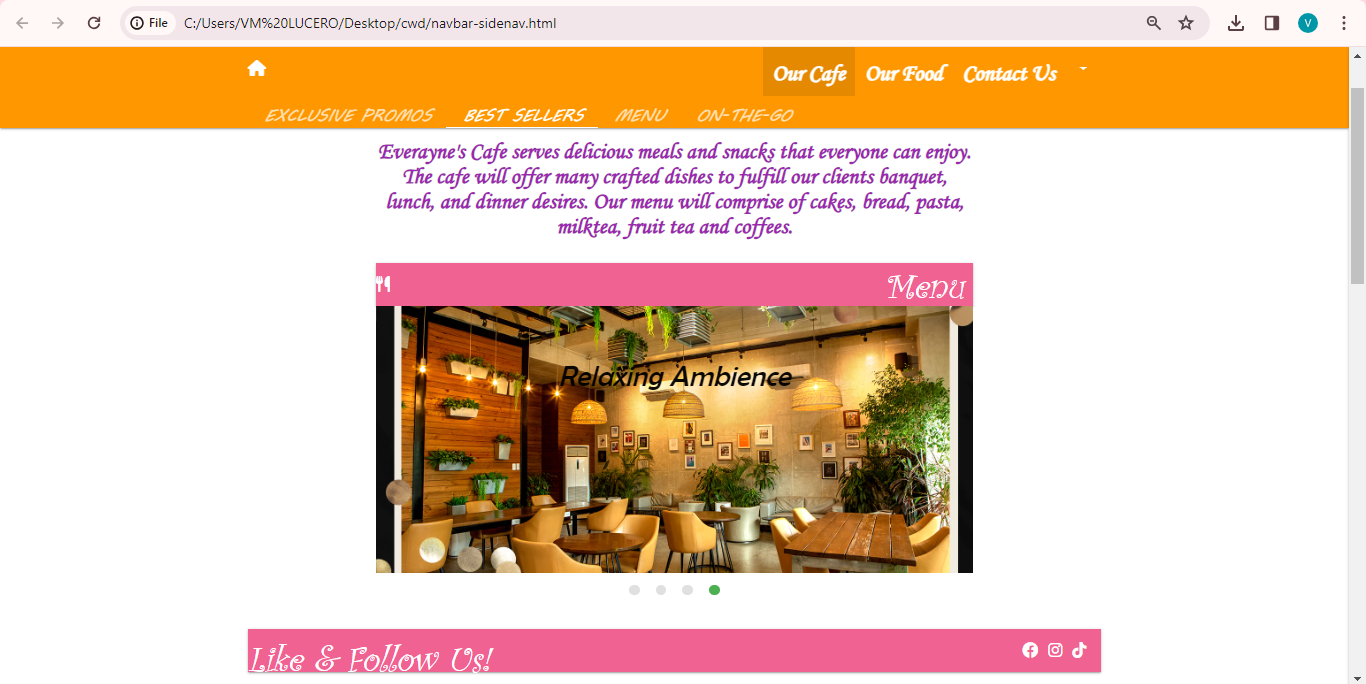 File C:/Users/VM%20LUCERO/Desktop/cwd/navbar-sidenav.html V
Our Cafe Our Food Contact Us
EXCLUSIVE PROMOS BEST SELLERS MENU ON-THE-GO
Everayne's Cafe serves delicious meals and snacks that everyone can enjoy.
The cafe will offer many crafted dishes to fulfill our clients banquet,
lunch, and dinner desires. Our menu will comprise of cakes, bread, pasta,
milktea, fruit tea and coffees.
Menu
Relaxing Ambience
Like & Follow Us!